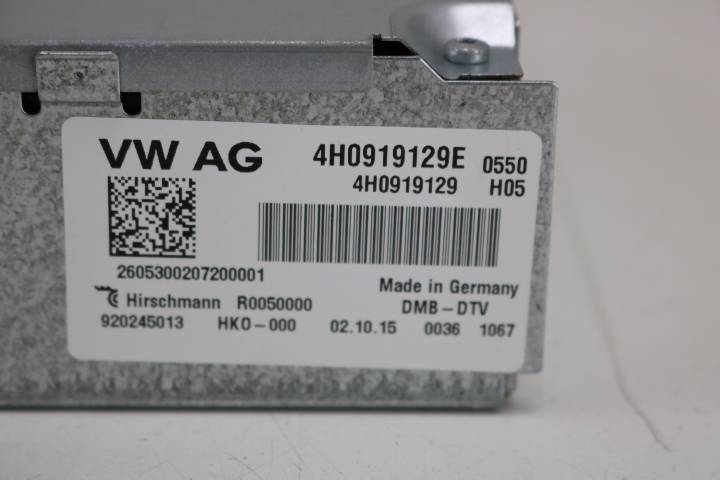 VW AG 4H0919129E 0550
4H0919129 H05
2605300207200001
Made in Germany
Hirschmann R0050000 DMB-DTV
920245013 HK0-000 02.10.15 0036 1067